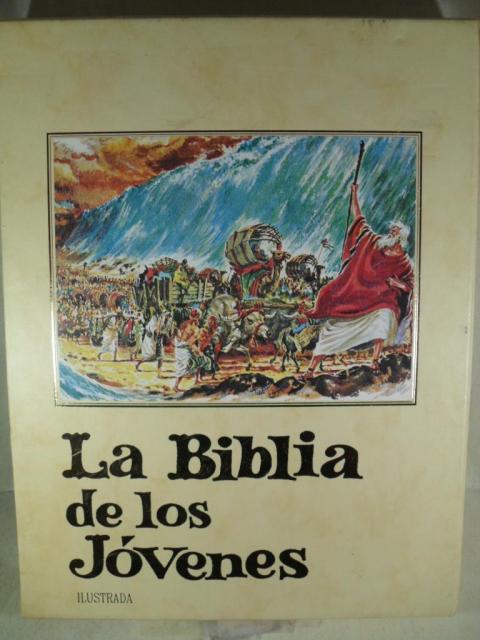 La Biblia
de los
Jóvenes
ILUSTRADA